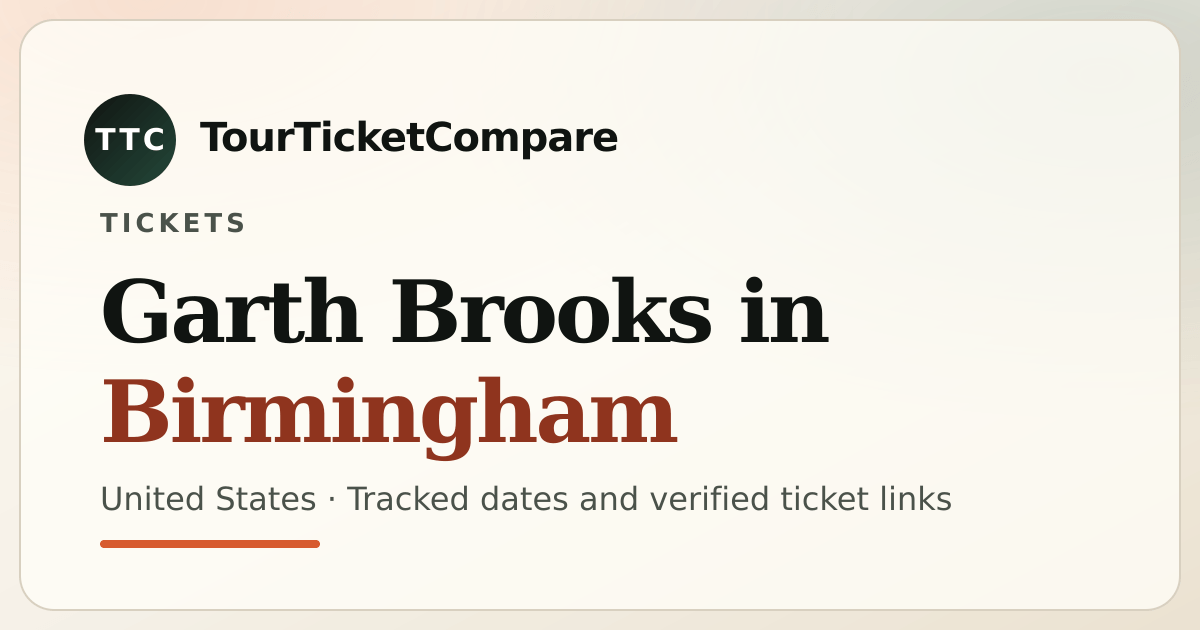 TTC
TourTicketCompare
TICKETS
Garth Brooks in
Birmingham
United States · Tracked dates and verified ticket links